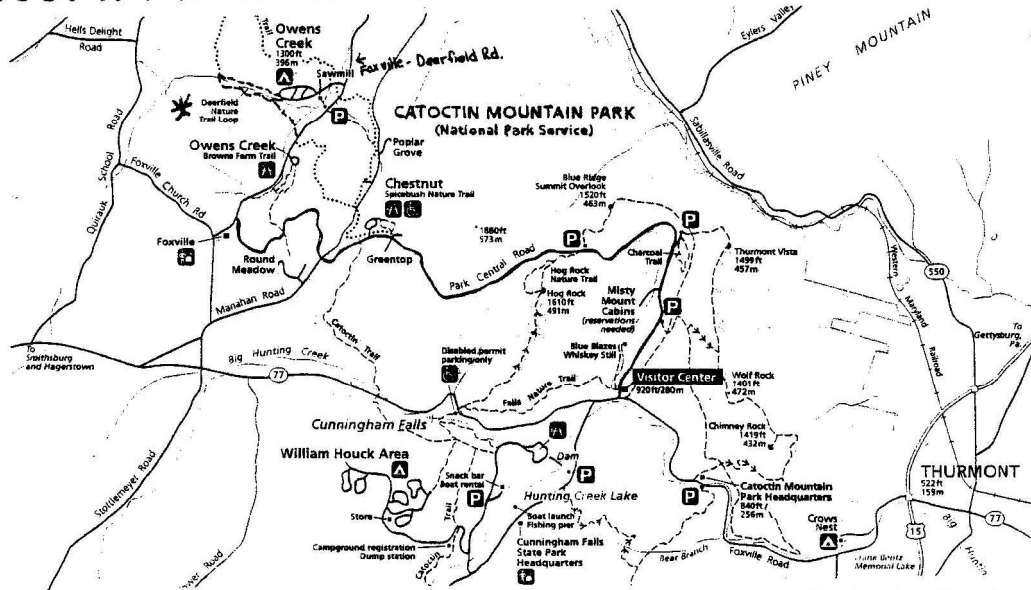 Hells Delight
Road
Trail
Owens
Creek
1300ft
396m
Sawmill
Foxville - Deerfield Rd.
Eylers Valley
PINEY MOUNTAIN
Deerfield
Nature
Trail Loop
P
CATOCTIN MOUNTAIN PARK
(National Park Service)
Sabillasville Road
Quirauk School Road
Foxville Church Rd
Owens Creek
Browns Farm Trail
Poplar
Grove
Chestnut
Spicebush Nature Trail
Blue Ridge
Summit Overlook
1520ft
463m
1880ft
573m
P
P
Foxville
Round
Meadow
Greentop
Park Central Road
Charcoal
Trail
Thurmont Vista
1499ft
457m
Hog Rock
Nature Trail
Hog Rock
1610ft
491m
Misty
Mount
Cabins
(reservations
needed)
P
Western Maryland Railroad
550
To
Gettysburg,
Pa.
Manahan Road
Catoctin Trail
To
Smithsburg
and Hagerstown
Big Hunting Creek
77
Disabled permit
parking only
Blue Blazes
Whiskey Still
Falls Nature Trail
Visitor Center
920ft/280m
Wolf Rock
1401ft
472m
Cunningham Falls
Chimney Rock
1419ft
432m
William Houck Area
Dam
Snack bar
Boat rental
P
P
Hunting Creek Lake
Catoctin Mountain
Park Headquarters
840ft
256m
P
THURMONT
522ft
159m
Stottlemeyer Road
Store
Trail
Boat launch
Fishing pier
Crows
Nest
77
15
Big
Campground registration
Dump station
Catoctin
Cunningham Falls
State Park
Headquarters
Bear Branch
Foxville Road
Frank Bentz
Memorial Lake